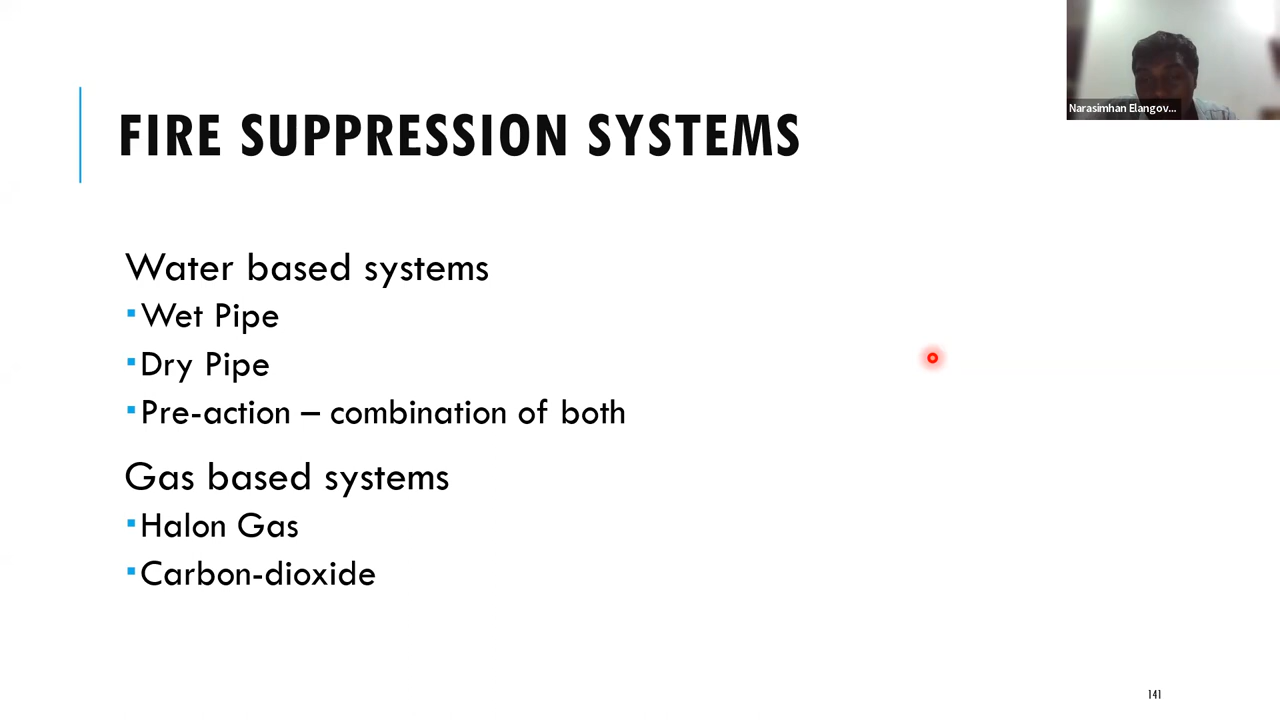 Narasimhan Elangov...
FIRE SUPPRESSION SYSTEMS
Water based systems
▪Wet Pipe
▪Dry Pipe
▪Pre-action – combination of both
Gas based systems
▪Halon Gas
▪Carbon-dioxide
141